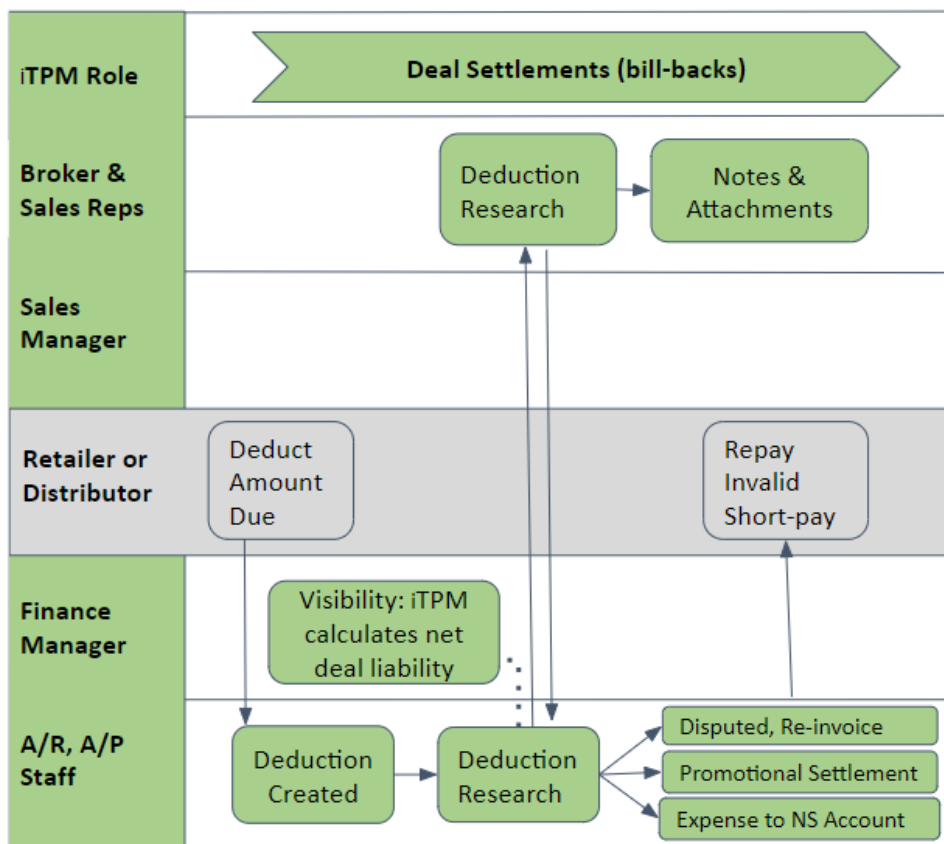 iTPM Role
Deal Settlements (bill-backs)
Broker &
Sales Reps
Deduction
Research
Notes &
Attachments
Sales
Manager
Retailer or
Distributor
Deduct
Amount
Due
Repay
Invalid
Short-pay
Finance
Manager
Visibility: iTPM
calculates net
deal liability
A/R, A/P
Staff
Deduction
Created
Deduction
Research
Disputed, Re-invoice
Promotional Settlement
Expense to NS Account